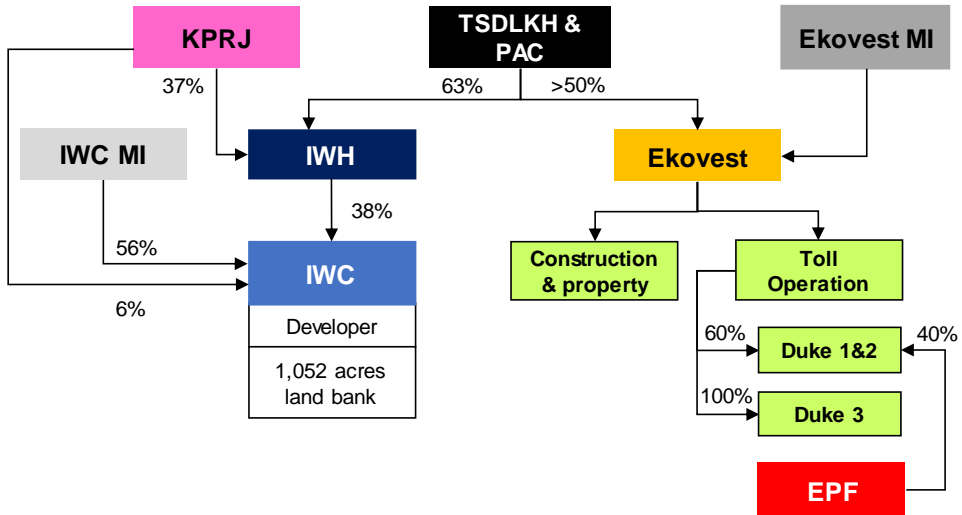 KPRJ
TSDLKH &
PAC
Ekovest MI
37%
63%
>50%
IWC MI
IWH
Ekovest
38%
56%
6%
IWC
Developer
1,052 acres
land bank
Construction
& property
Toll
Operation
60%
40%
Duke 1&2
100%
Duke 3
EPF